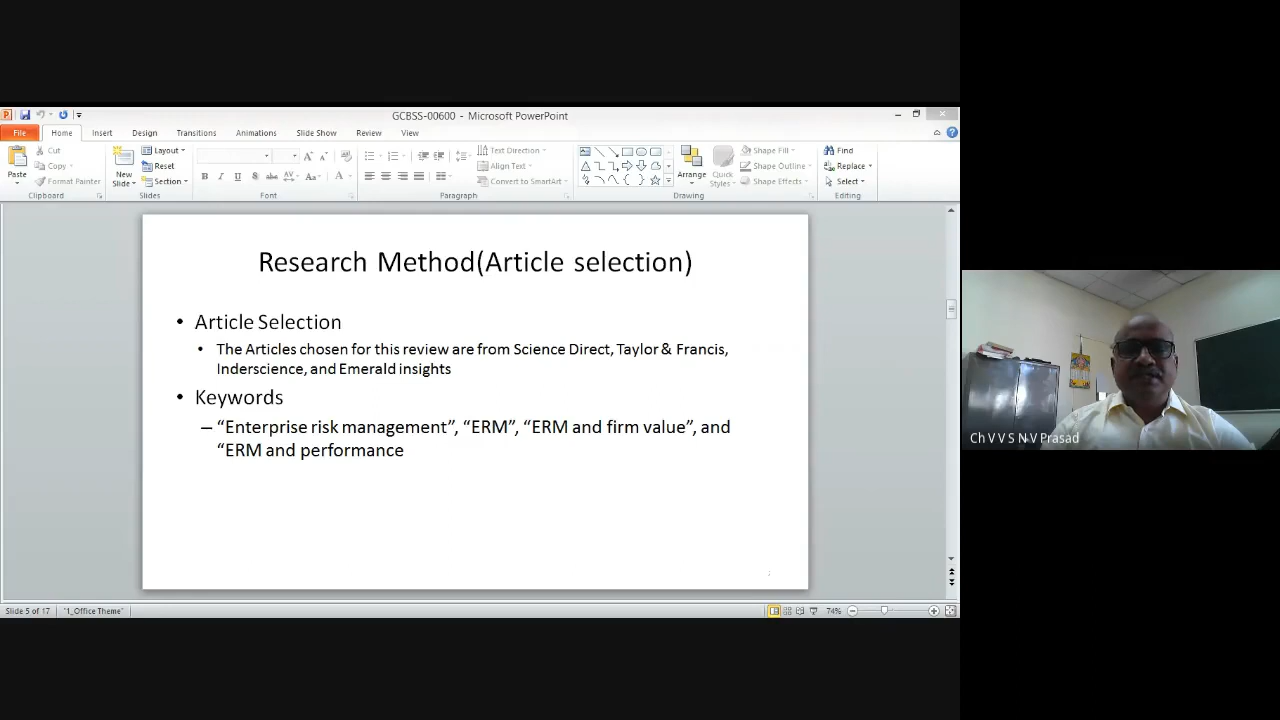 GCBSS-00600 - Microsoft PowerPoint
File Home Insert Design Transitions Animations Slide Show Review View
Paste
Cut
Copy
Format Painter
Clipboard
New Slide
Layout
Reset
Section
Slides
Font
Paragraph
Text Direction
Align Text
Convert to SmartArt
Arrange
Quick Styles
Shape Fill
Shape Outline
Shape Effects
Drawing
Find
Replace
Select
Editing
Research Method(Article selection)
• Article Selection
• The Articles chosen for this review are from Science Direct, Taylor & Francis,
Inderscience, and Emerald insights
• Keywords
– “Enterprise risk management”, “ERM”, “ERM and firm value”, and
“ERM and performance
Slide 5 of 17
"1_Office Theme"
74%
Ch V V S N V Prasad